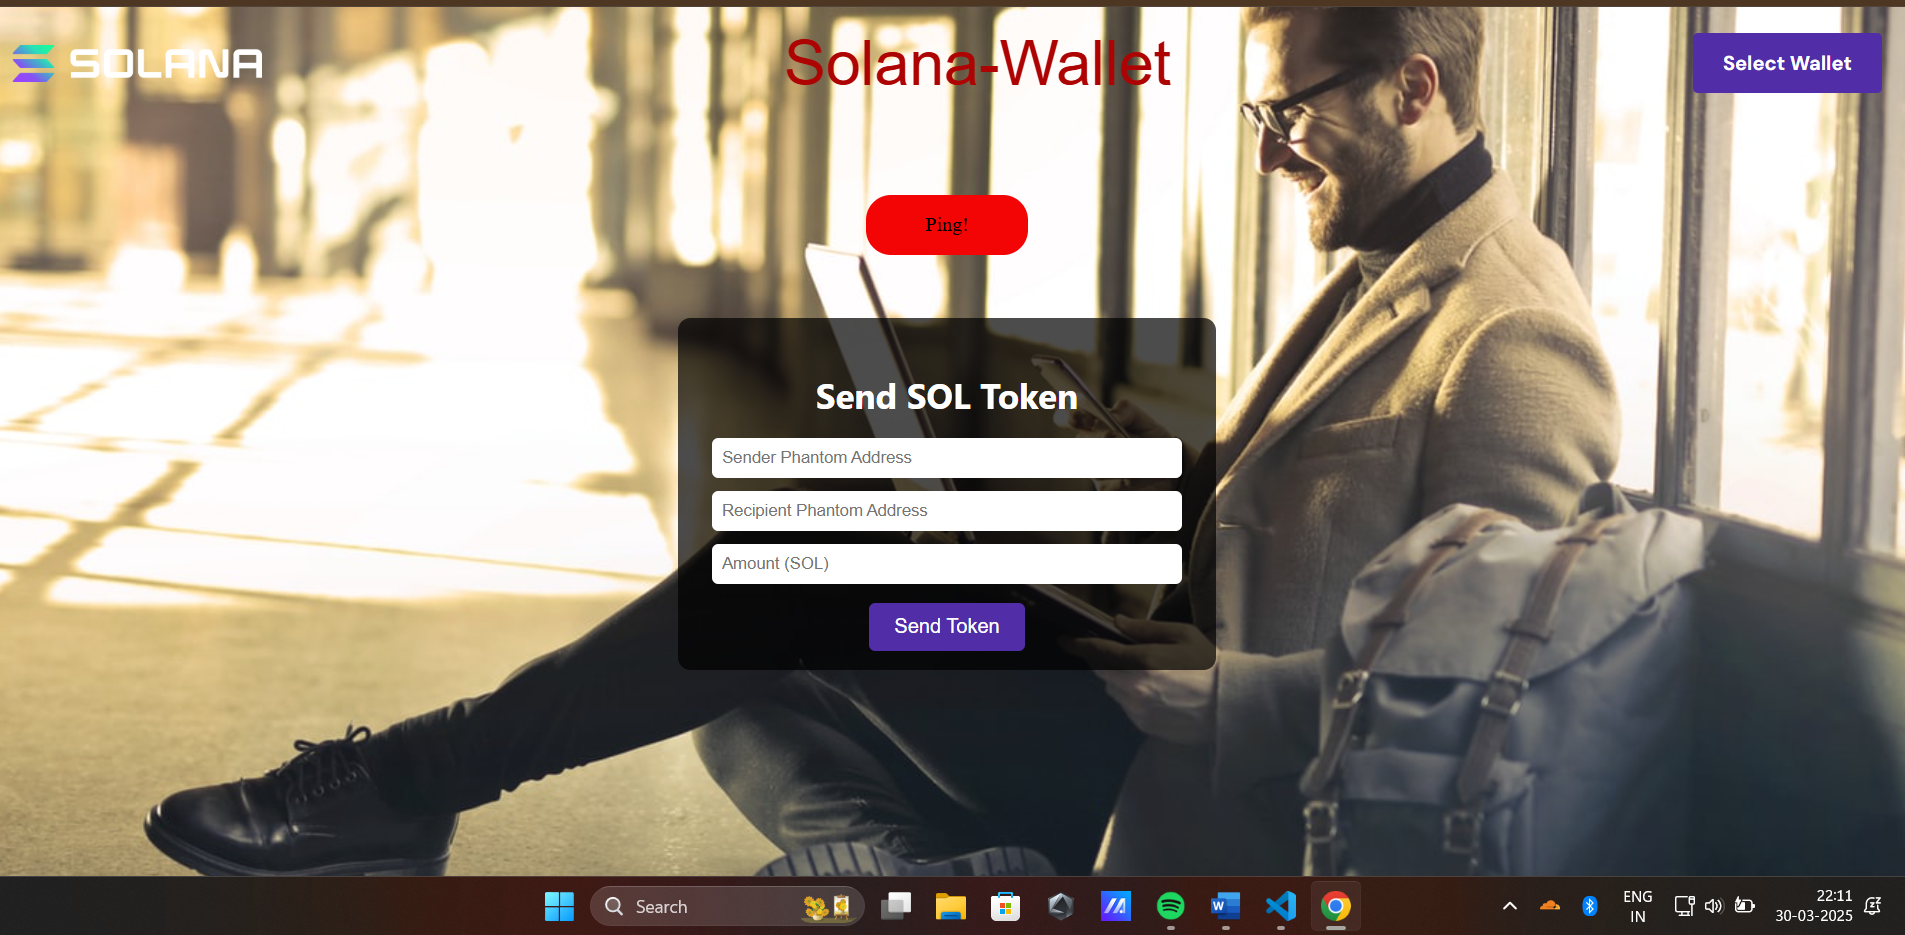 SOLANA
Solana-Wallet
Select Wallet
Ping!
Send SOL Token
Sender Phantom Address
Recipient Phantom Address
Amount (SOL)
Send Token
Search
W
ENG
IN
22:11
30-03-2025